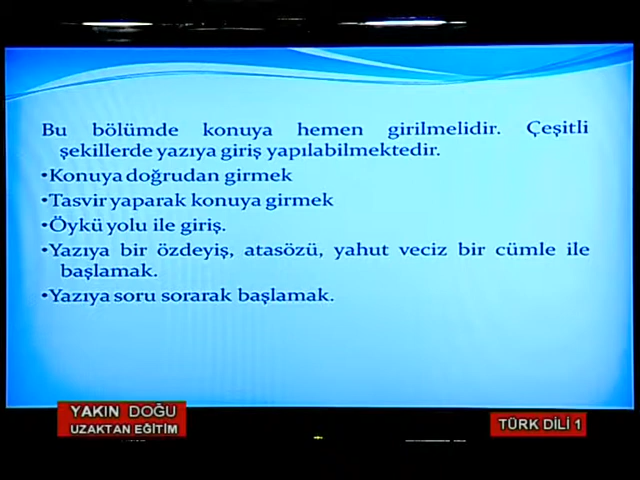 Bu bölümde konuya hemen girilmelidir. Çeşitli
şekillerde yazıya giriş yapılabilmektedir.
•Konuya doğrudan girmek
•Tasvir yaparak konuya girmek
•Öykü yolu ile giriş.
•Yazıya bir özdeyiş, atasözü, yahut veciz bir cümle ile
başlamak.
•Yazıya soru sorarak başlamak.
YAKIN DOĞU
UZAKTAN EĞİTİM
TÜRK DİLİ 1